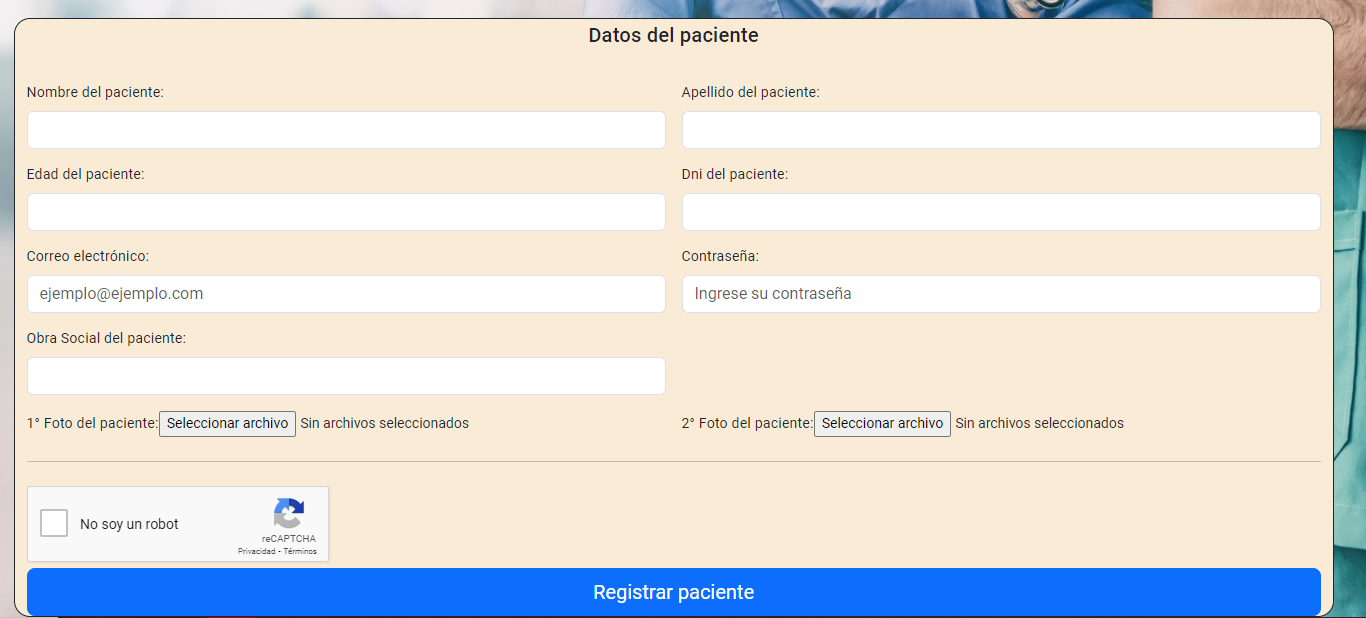 Datos del paciente
Nombre del paciente:
Apellido del paciente:
Edad del paciente:
Dni del paciente:
Correo electrónico:
Contraseña:
ejemplo@ejemplo.com
Ingrese su contraseña
Obra Social del paciente:
1° Foto del paciente: Seleccionar archivo Sin archivos seleccionados
2° Foto del paciente: Seleccionar archivo Sin archivos seleccionados
No soy un robot
reCAPTCHA
Privacidad - Términos
Registrar paciente